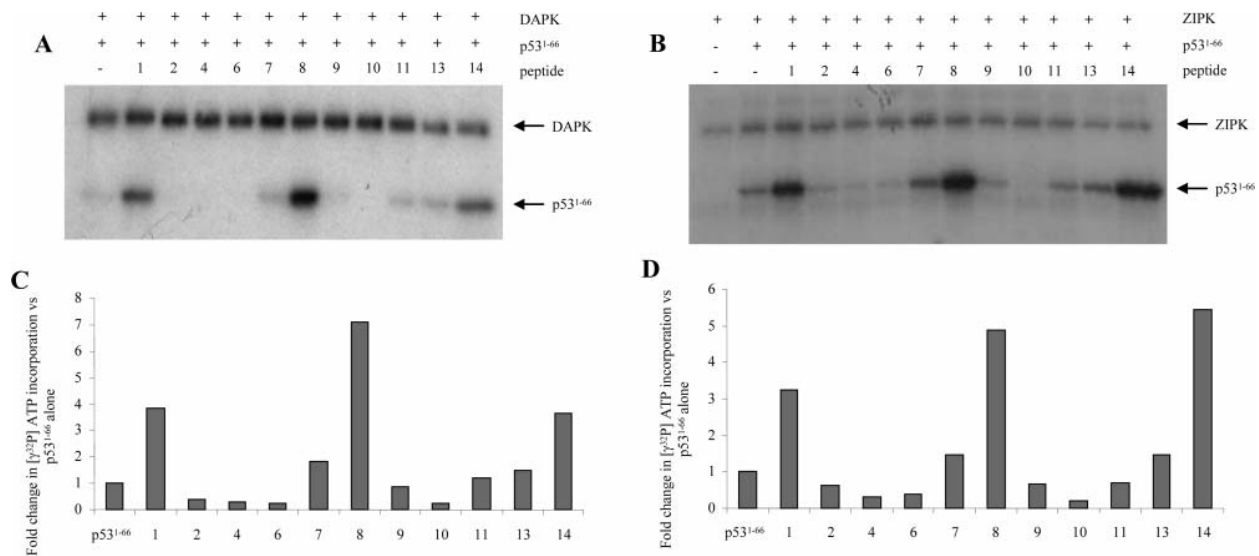 + + + + + + + + + + + + DAPK
A + + + + + + + + + + + + p53¹⁻⁶⁶
- 1 2 4 6 7 8 9 10 11 13 14 peptide
DAPK
p53¹⁻⁶⁶
+ + + + + + + + + + + + + ZIPK
B - + + + + + + + + + + + + p53¹⁻⁶⁶
- - 1 2 4 6 7 8 9 10 11 13 14 peptide
ZIPK
p53¹⁻⁶⁶
C
Fold change in [γ³²P] ATP incorporation vs
p53¹⁻⁶⁶ alone
8
7
6
5
4
3
2
1
0
p53¹⁻⁶⁶ 1 2 4 6 7 8 9 10 11 13 14
D
Fold change in [γ³²P] ATP incorporation vs
p53¹⁻⁶⁶ alone
6
5
4
3
2
1
0
p53¹⁻⁶⁶ 1 2 4 6 7 8 9 10 11 13 14